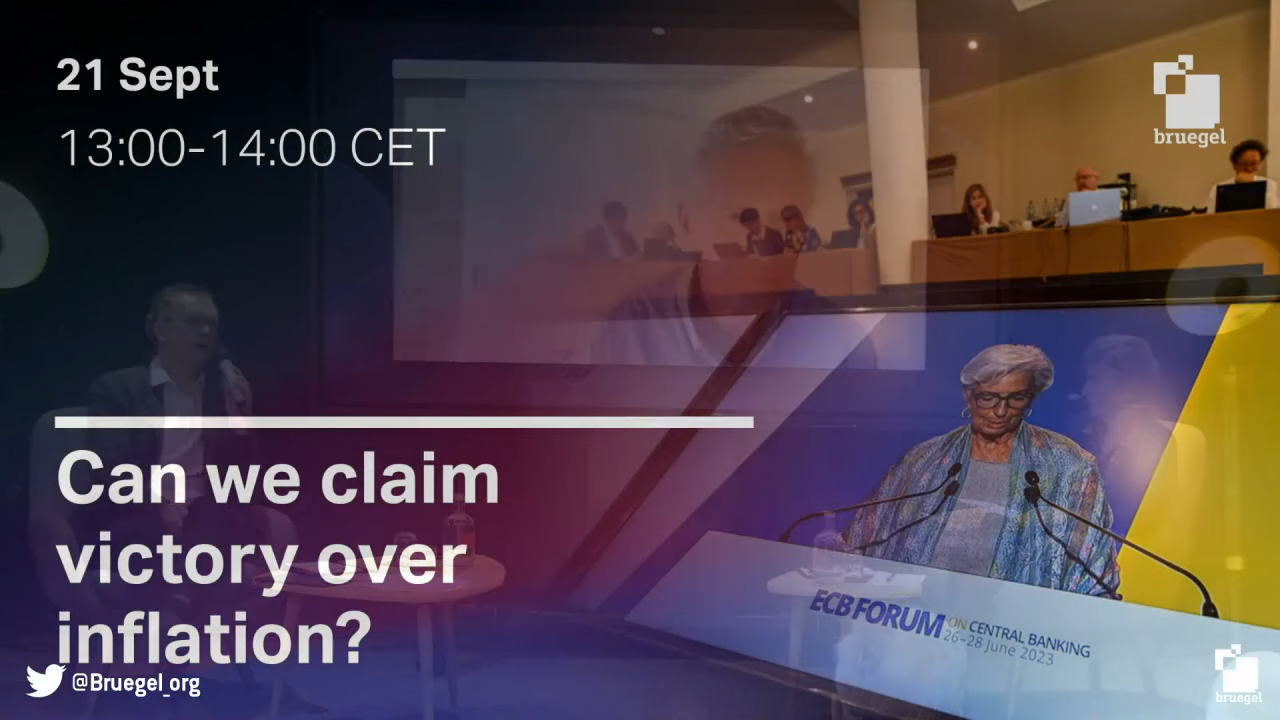 21 Sept
13:00-14:00 CET
bruegel
Can we claim
victory over
inflation?
ECB FORUM ON CENTRAL BANKING
26-28 June 2023
@Bruegel_org
bruegel